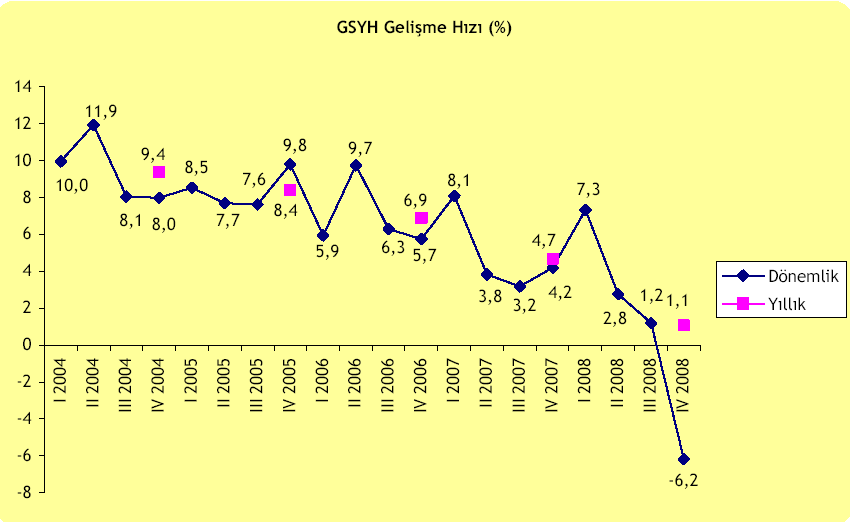 GSYH Gelişme Hızı (%)
14
12
10
8
6
4
2
0
-2
-4
-6
-8
10,0
11,9
8,1
9,4
8,0
8,5
7,7
7,6
9,8
8,4
5,9
9,7
6,3
6,9
5,7
8,1
3,8
3,2
4,7
4,2
7,3
2,8
1,2
1,1
-6,2
I 2004
II 2004
III 2004
IV 2004
I 2005
II 2005
III 2005
IV 2005
I 2006
II 2006
III 2006
IV 2006
I 2007
II 2007
III 2007
IV 2007
I 2008
II 2008
III 2008
IV 2008
Dönemlik
Yıllık